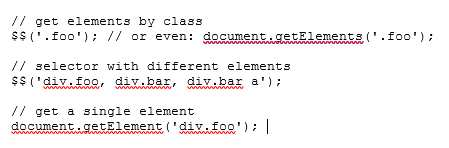 // get elements by class
$$('.foo'); // or even: document.getElements('.foo');
// selector with different elements
$$('div.foo, div.bar, div.bar a');
// get a single element
document.getElement('div.foo');